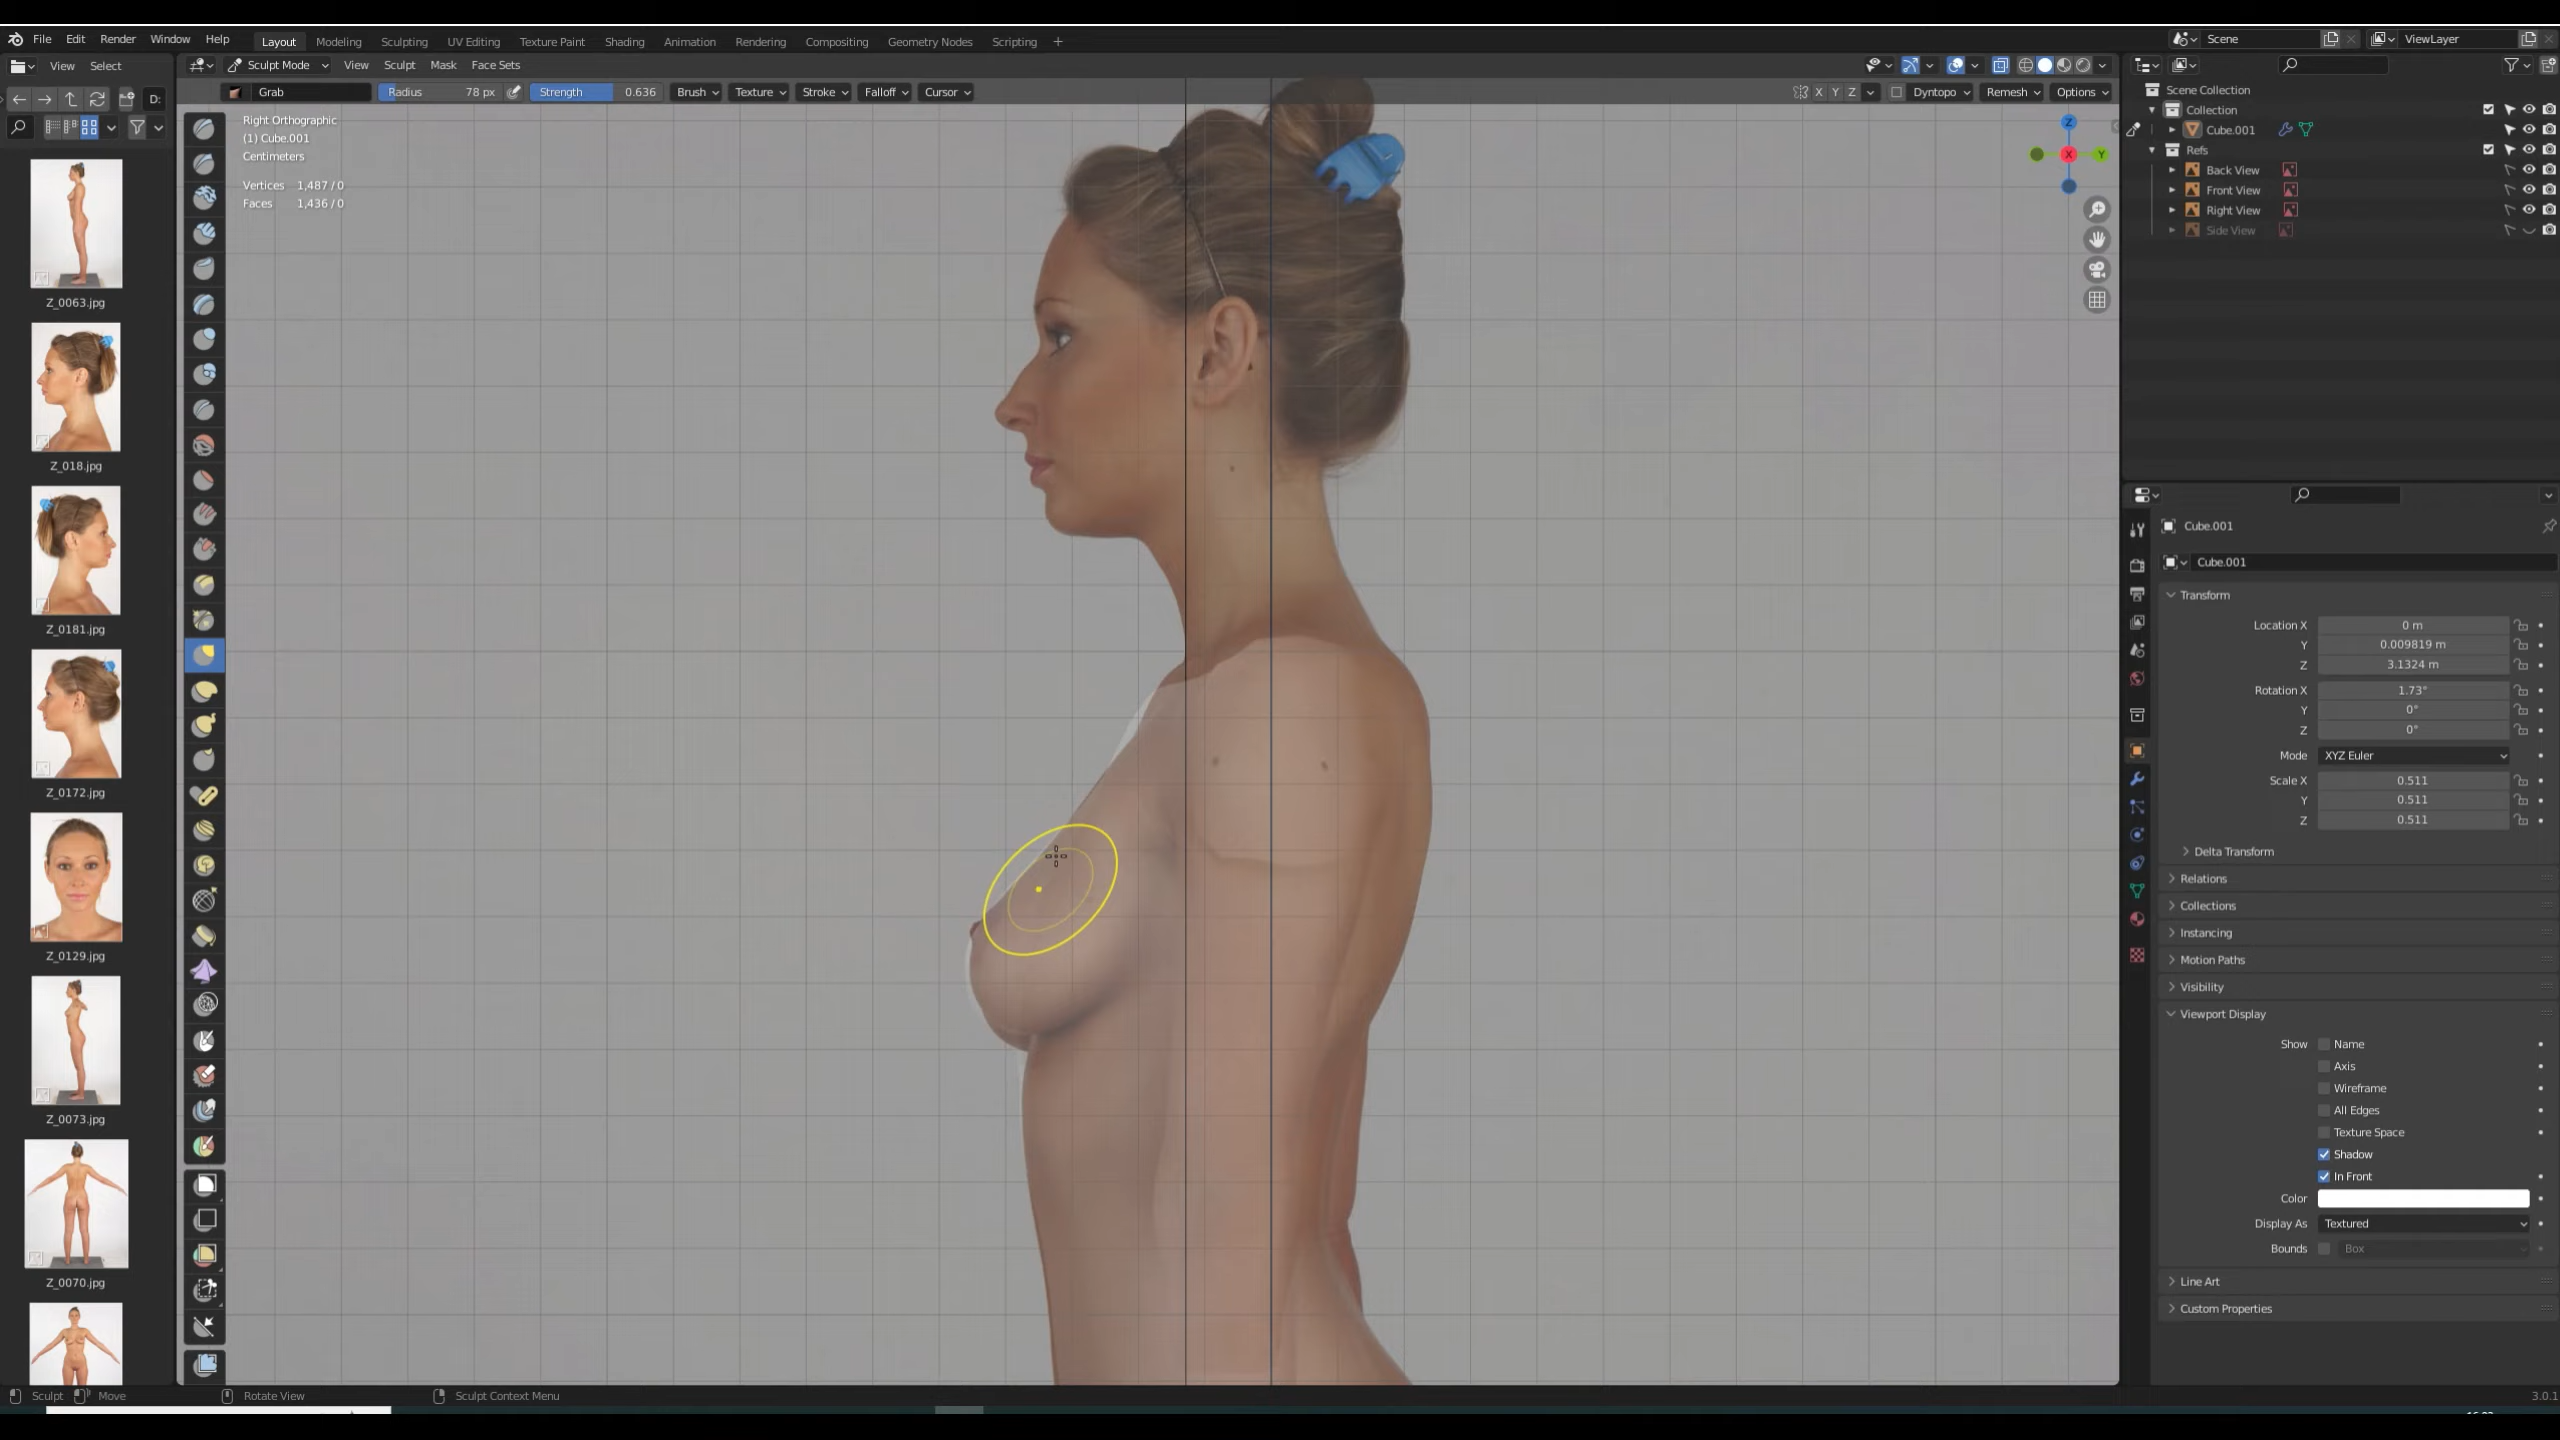 File Edit Render Window Help Layout Modeling Sculpting UV Editing Texture Paint Shading Animation Rendering Compositing Geometry Nodes Scripting + Scene ViewLayer
View Select Sculpt Mode View Sculpt Mask Face Sets
Grab Radius 78 px Strength 0.636 Brush Texture Stroke Falloff Cursor X Y Z Dyntopo Remesh Options
D:
Right Orthographic
(1) Cube.001
Centimeters
Vertices 1,487 / 0
Faces 1,436 / 0
Z
X
Y
Z_0063.jpg
Z_018.jpg
Z_0181.jpg
Z_0172.jpg
Z_0129.jpg
Z_0073.jpg
Z_0070.jpg
Scene Collection
Collection
Cube.001
Refs
Back View
Front View
Right View
Side View
Cube.001
Cube.001
Transform
Location X 0 m
Y 0.009819 m
Z 3.1324 m
Rotation X 1.73°
Y 0°
Z 0°
Mode XYZ Euler
Scale X 0.511
Y 0.511
Z 0.511
Delta Transform
Relations
Collections
Instancing
Motion Paths
Visibility
Viewport Display
Show Name
Axis
Wireframe
All Edges
Texture Space
Shadow
In Front
Color
Display As Textured
Bounds Box
Line Art
Custom Properties
Sculpt Move Rotate View Sculpt Context Menu 3.0.1